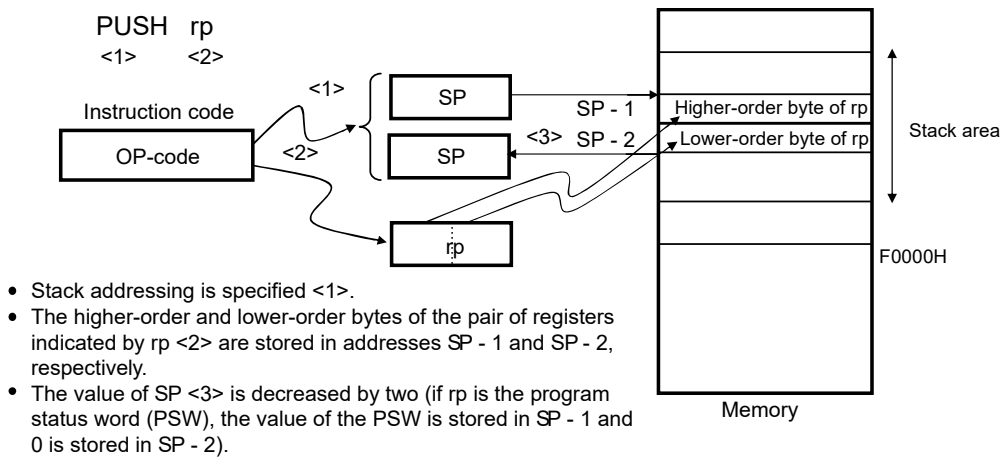 PUSH rp
<1> <2>
Instruction code
OP-code
<1>
<2>
SP
SP
<3>
SP - 1
SP - 2
rp
Higher-order byte of rp
Lower-order byte of rp
Stack area
F0000H
Memory
• Stack addressing is specified <1>.
• The higher-order and lower-order bytes of the pair of registers
indicated by rp <2> are stored in addresses SP - 1 and SP - 2,
respectively.
• The value of SP <3> is decreased by two (if rp is the program
status word (PSW), the value of the PSW is stored in SP - 1 and
0 is stored in SP - 2).